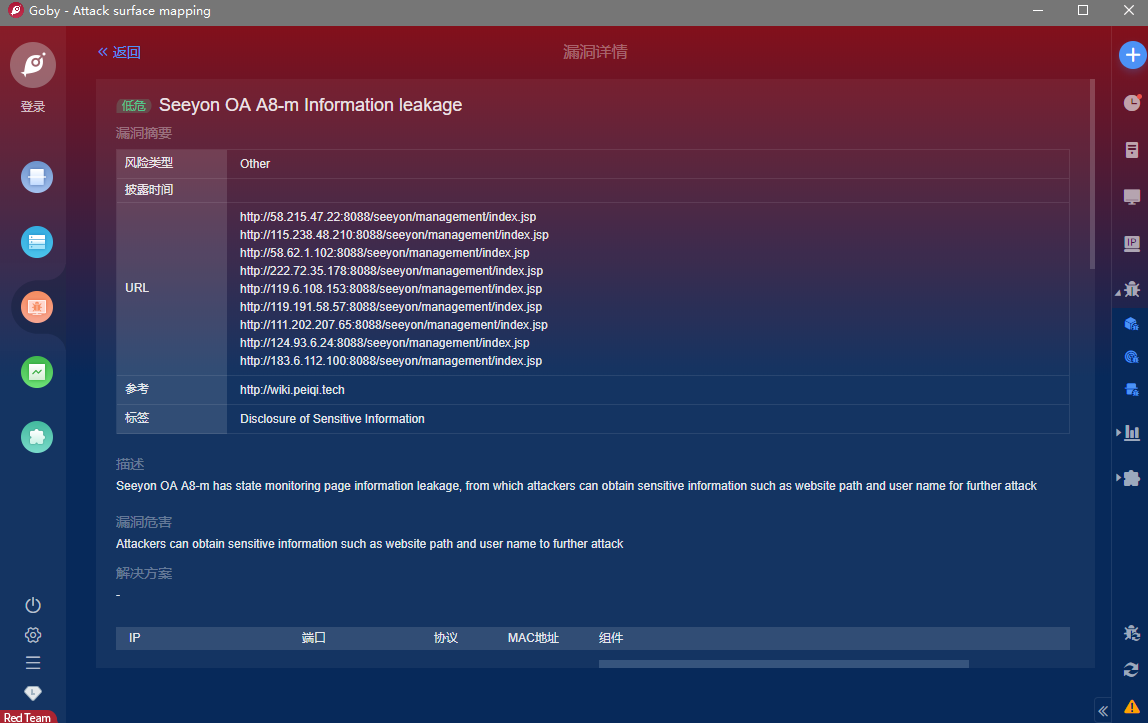 Goby - Attack surface mapping
登录
« 返回
漏洞详情
低危 Seeyon OA A8-m Information leakage
漏洞摘要
风险类型 Other
披露时间
URL
http://58.215.47.22:8088/seeyon/management/index.jsp
http://115.238.48.210:8088/seeyon/management/index.jsp
http://58.62.1.102:8088/seeyon/management/index.jsp
http://222.72.35.178:8088/seeyon/management/index.jsp
http://119.6.108.153:8088/seeyon/management/index.jsp
http://119.191.58.57:8088/seeyon/management/index.jsp
http://111.202.207.65:8088/seeyon/management/index.jsp
http://124.93.6.24:8088/seeyon/management/index.jsp
http://183.6.112.100:8088/seeyon/management/index.jsp
参考 http://wiki.peiqi.tech
标签 Disclosure of Sensitive Information
描述
Seeyon OA A8-m has state monitoring page information leakage, from which attackers can obtain sensitive information such as website path and user name for further attack
漏洞危害
Attackers can obtain sensitive information such as website path and user name to further attack
解决方案
-
IP 端口 协议 MAC地址 组件
IP
Red Team